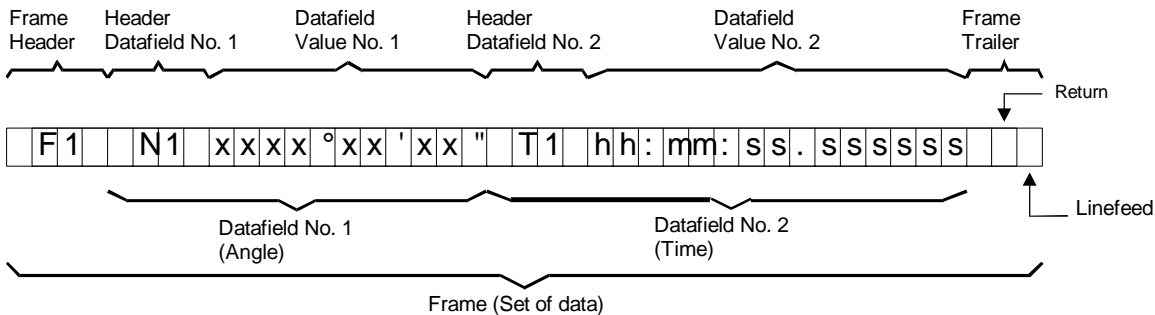 Frame Header
Header Datafield No. 1
Datafield Value No. 1
Header Datafield No. 2
Datafield Value No. 2
Frame Trailer
Return
F1 N1 xxxx°xx'xx" T1 hh:mm:ss.ssssss
Linefeed
Datafield No. 1
(Angle)
Datafield No. 2
(Time)
Frame (Set of data)